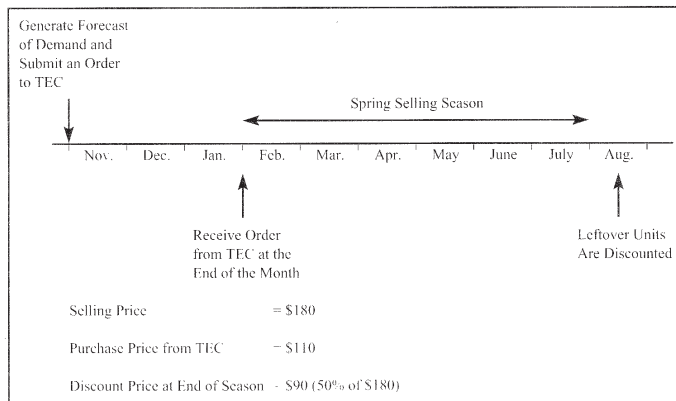 Generate Forecast
of Demand and
Submit an Order
to TEC
Spring Selling Season
Nov. Dec. Jan. Feb. Mar. Apr. May June July Aug.
Receive Order
from TEC at the
End of the Month
Leftover Units
Are Discounted
Selling Price = $180
Purchase Price from TEC = $110
Discount Price at End of Season - $90 (50% of $180)